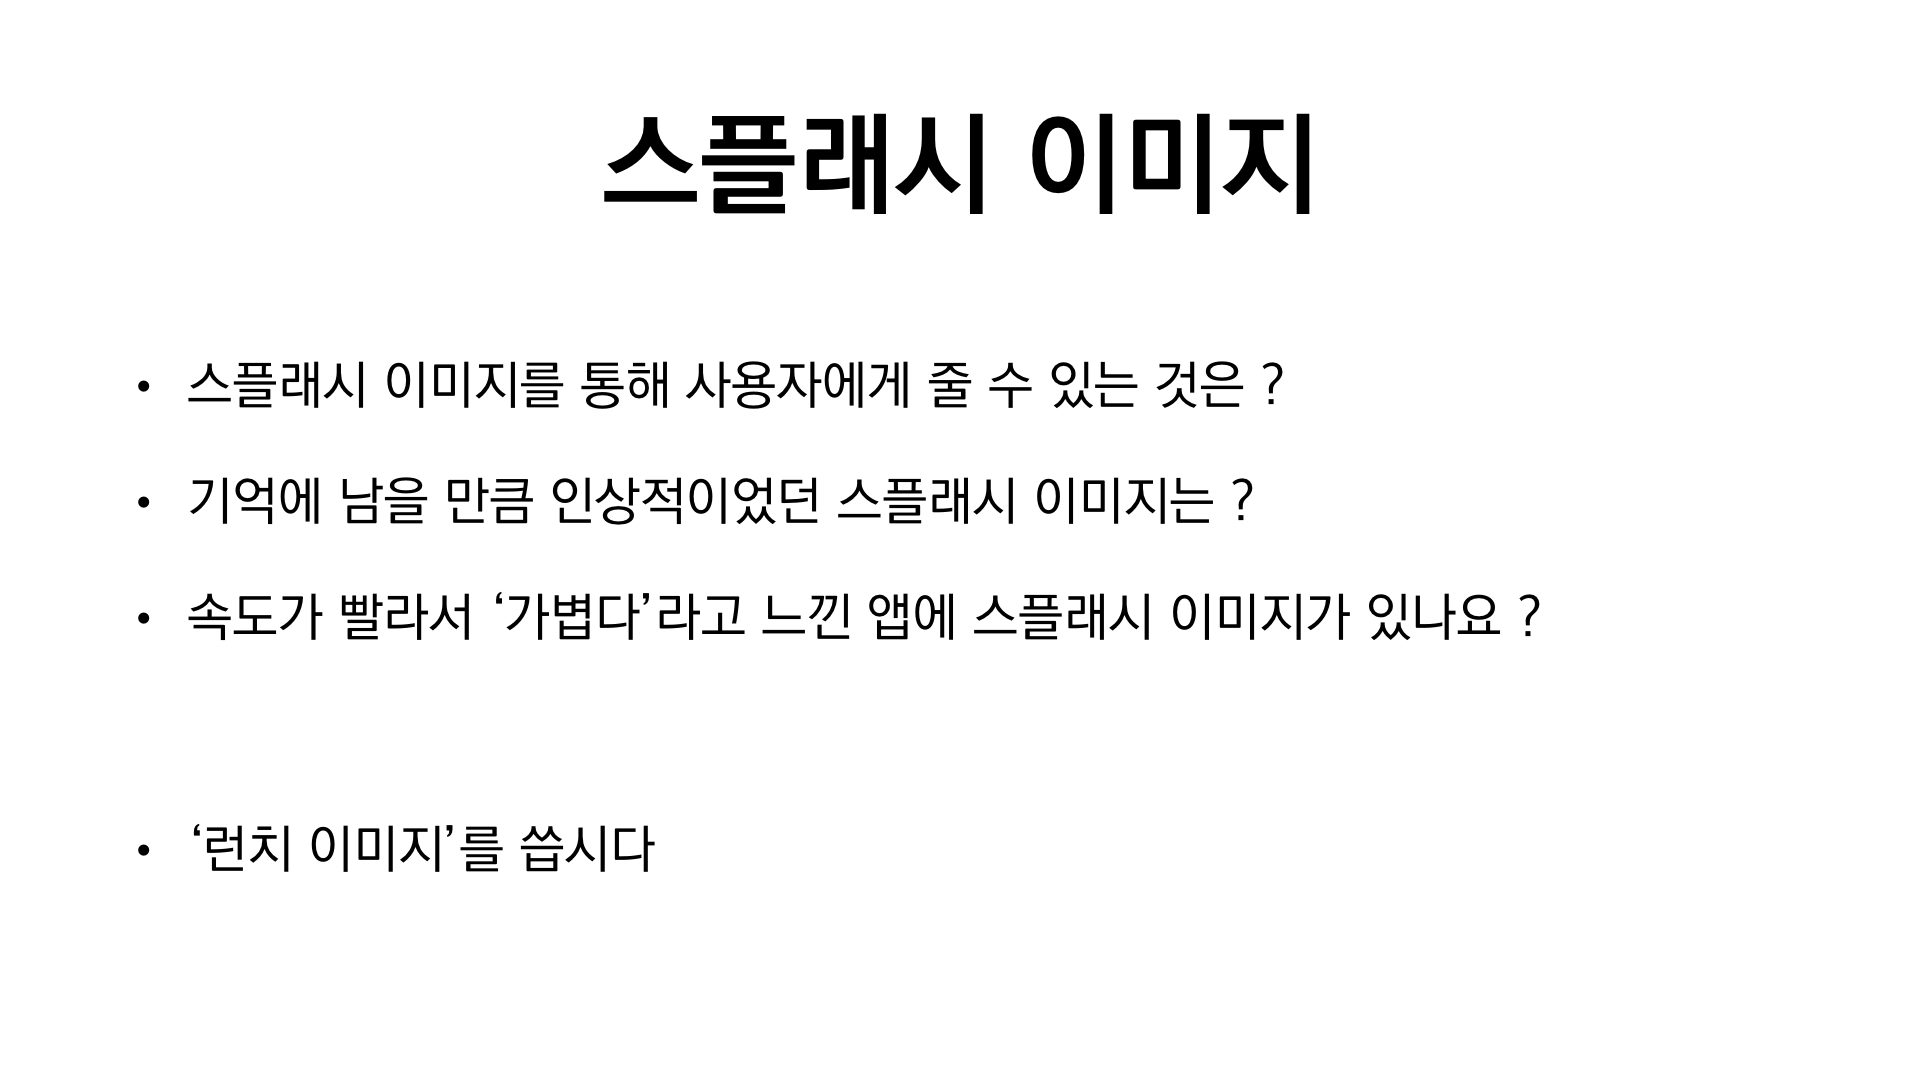 스플래시 이미지
• 스플래시 이미지를 통해 사용자에게 줄 수 있는 것은 ?
• 기억에 남을 만큼 인상적이었던 스플래시 이미지는 ?
• 속도가 빨라서 ‘가볍다’라고 느낀 앱에 스플래시 이미지가 있나요 ?
• ‘런치 이미지’를 씁시다